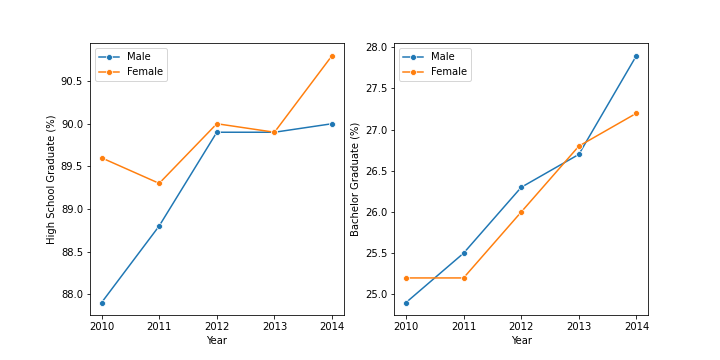 Male
Female
High School Graduate (%)
90.5
90.0
89.5
89.0
88.5
88.0
2010 2011 2012 2013 2014
Year
Male
Female
Bachelor Graduate (%)
28.0
27.5
27.0
26.5
26.0
25.5
25.0
2010 2011 2012 2013 2014
Year